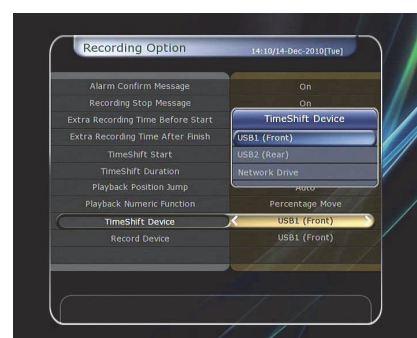 Recording Option 14:10/14-Dec-2010[Tue]
Alarm Confirm Message On
Recording Stop Message On
Extra Recording Time Before Start
Extra Recording Time After Finish
TimeShift Start
TimeShift Duration
Playback Position Jump Auto
Playback Numeric Function Percentage Move
TimeShift Device USB1 (Front)
Record Device USB1 (Front)
TimeShift Device
USB1 (Front)
USB2 (Rear)
Network Drive